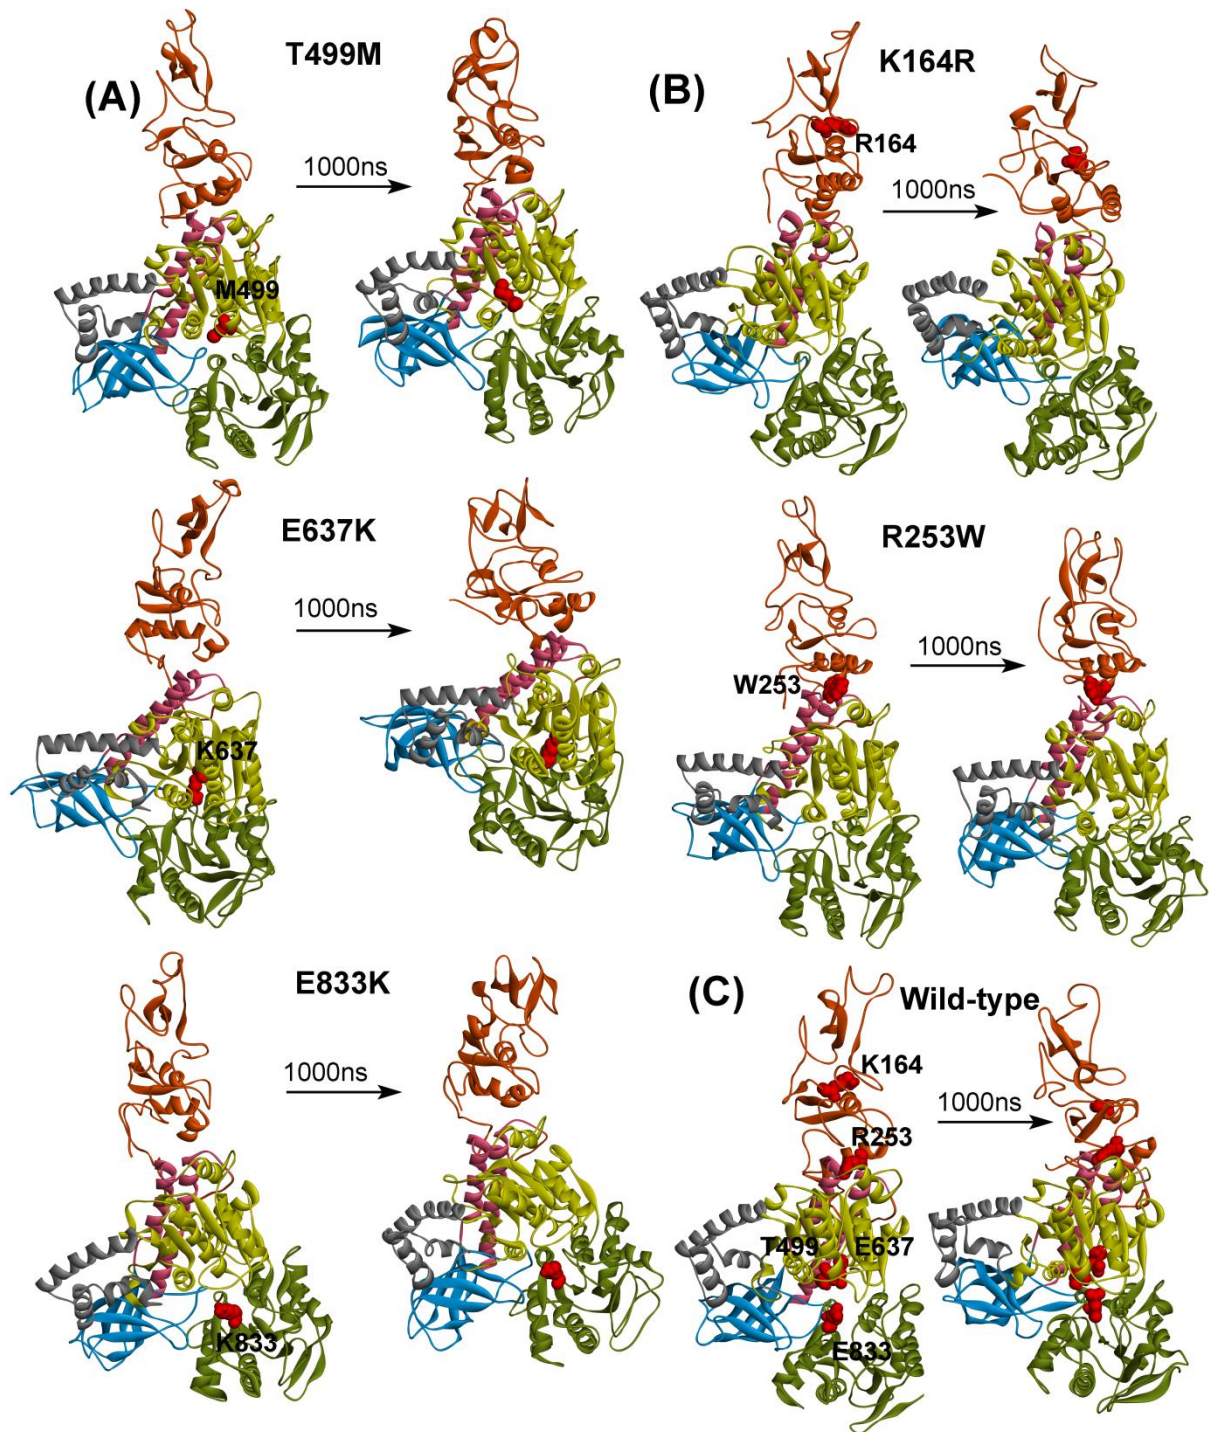 T499M
(A)
1000ns
M499
K164R
(B)
R164
1000ns
E637K
1000ns
K637
R253W
1000ns
W253
E833K
1000ns
K833
(C)
Wild-type
K164
1000ns
R253
T499
E637
E833